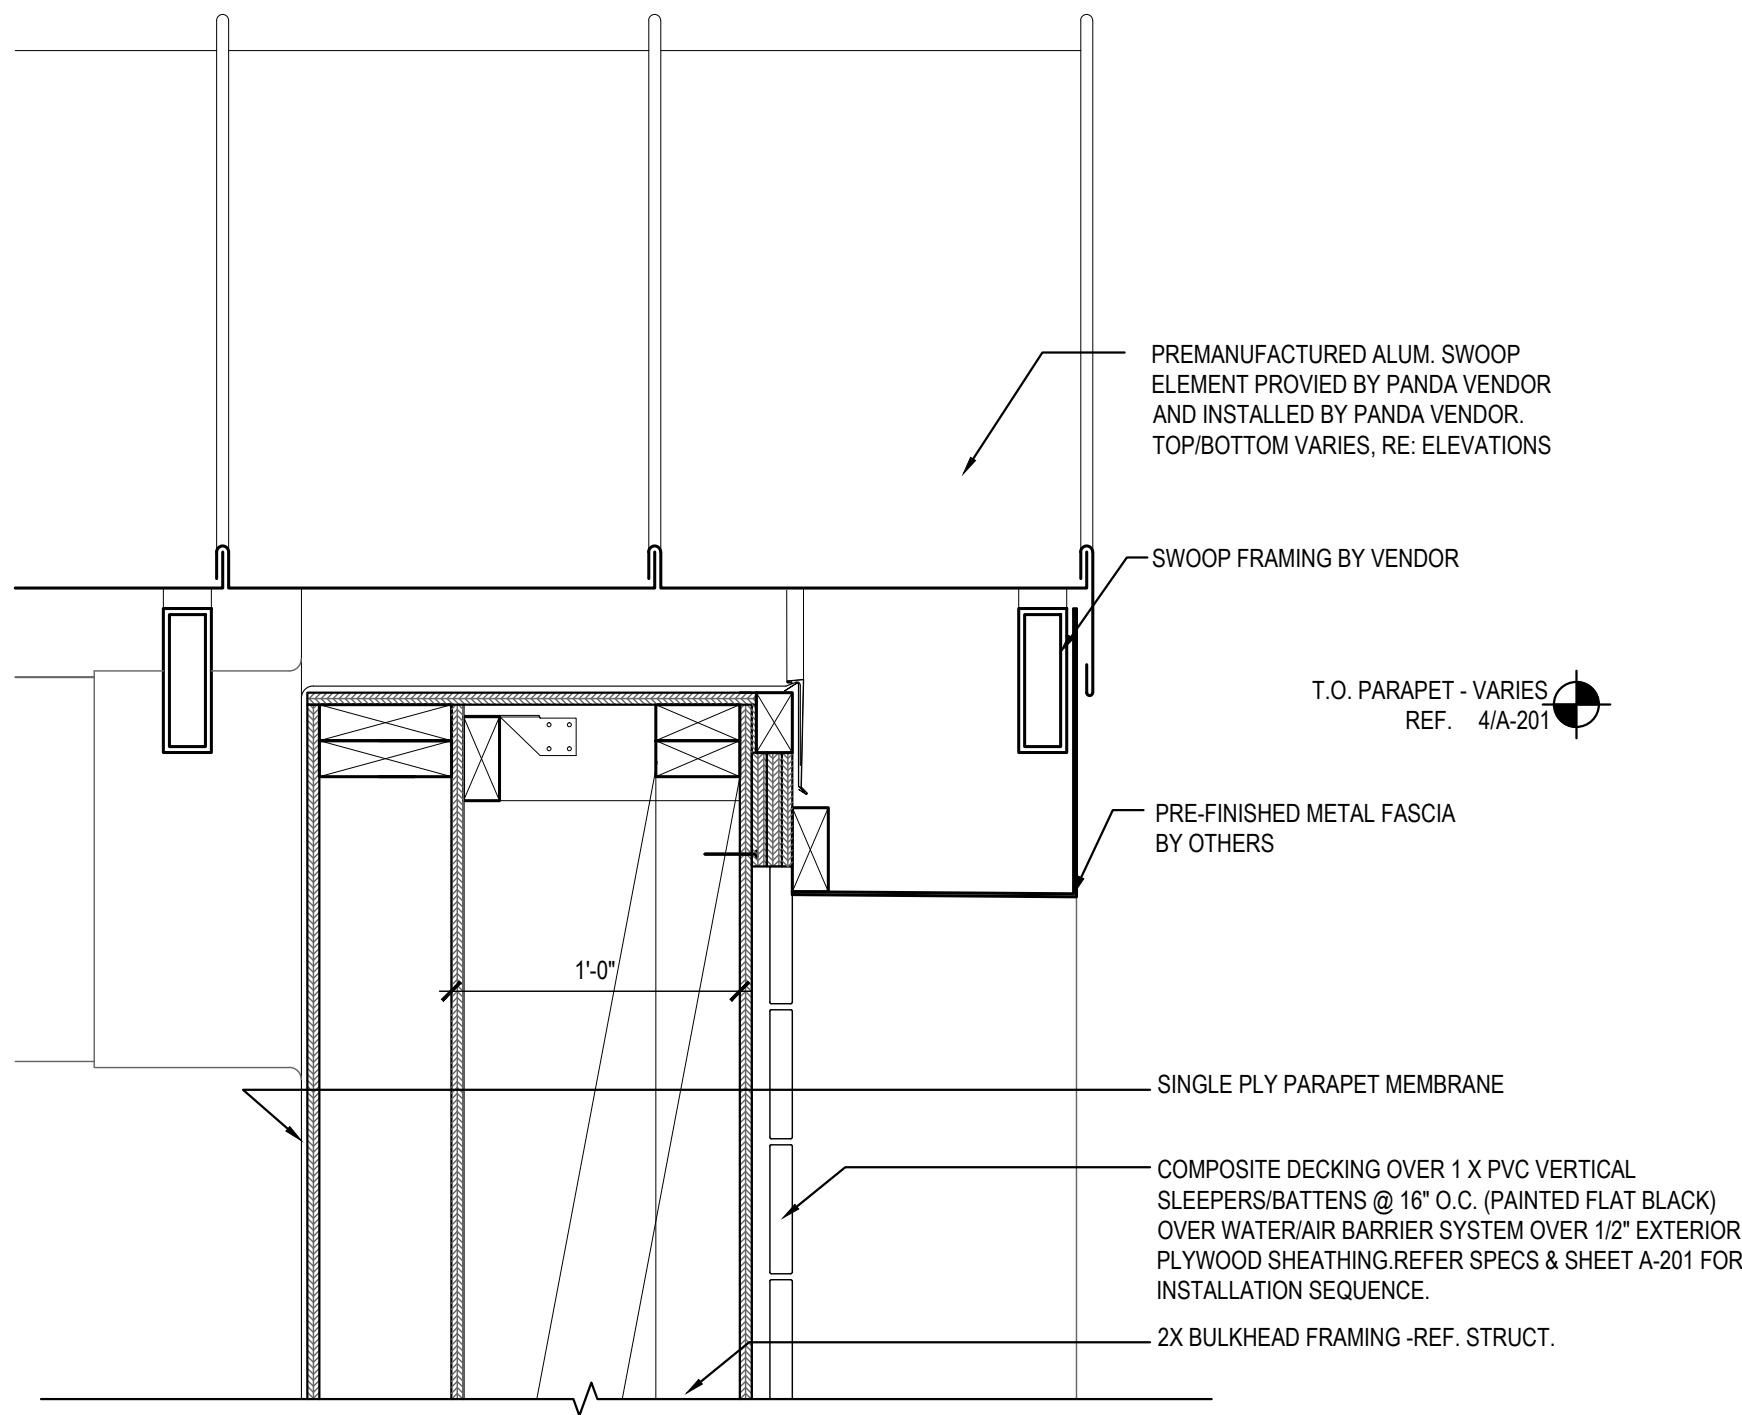 PREMANUFACTURED ALUM. SWOOP
ELEMENT PROVIED BY PANDA VENDOR
AND INSTALLED BY PANDA VENDOR.
TOP/BOTTOM VARIES, RE: ELEVATIONS
SWOOP FRAMING BY VENDOR
T.O. PARAPET - VARIES
REF. 4/A-201
PRE-FINISHED METAL FASCIA
BY OTHERS
1'-0"
SINGLE PLY PARAPET MEMBRANE
COMPOSITE DECKING OVER 1 X PVC VERTICAL
SLEEPERS/BATTENS @ 16" O.C. (PAINTED FLAT BLACK)
OVER WATER/AIR BARRIER SYSTEM OVER 1/2" EXTERIOR
PLYWOOD SHEATHING.REFER SPECS & SHEET A-201 FOR
INSTALLATION SEQUENCE.
2X BULKHEAD FRAMING -REF. STRUCT.